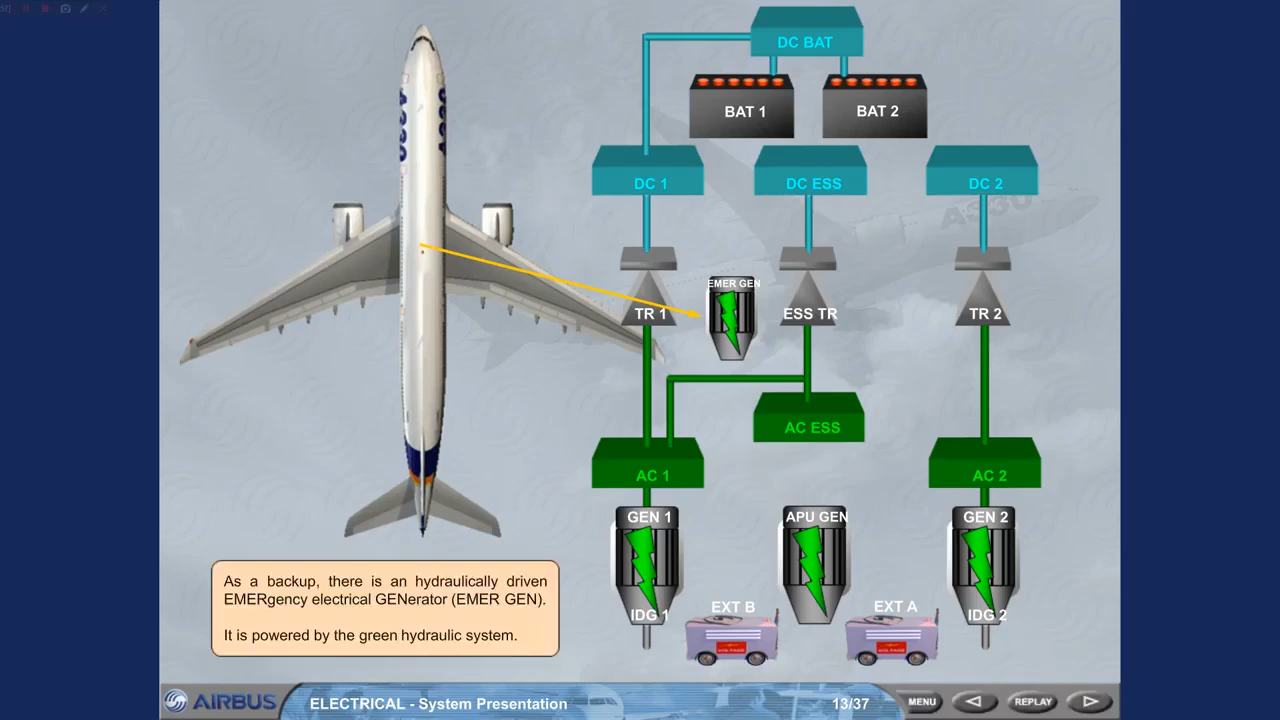 DC BAT
BAT 1
BAT 2
DC 1
DC ESS
DC 2
A330
A330
A330
EMER GEN
TR 1
ESS TR
TR 2
AC ESS
AC 1
AC 2
GEN 1
APU GEN
GEN 2
IDG 1
EXT B
EXT A
IDG 2
As a backup, there is an hydraulically driven
EMERgency electrical GENerator (EMER GEN).
It is powered by the green hydraulic system.
AIRBUS
ELECTRICAL - System Presentation
13/37
MENU
REPLAY